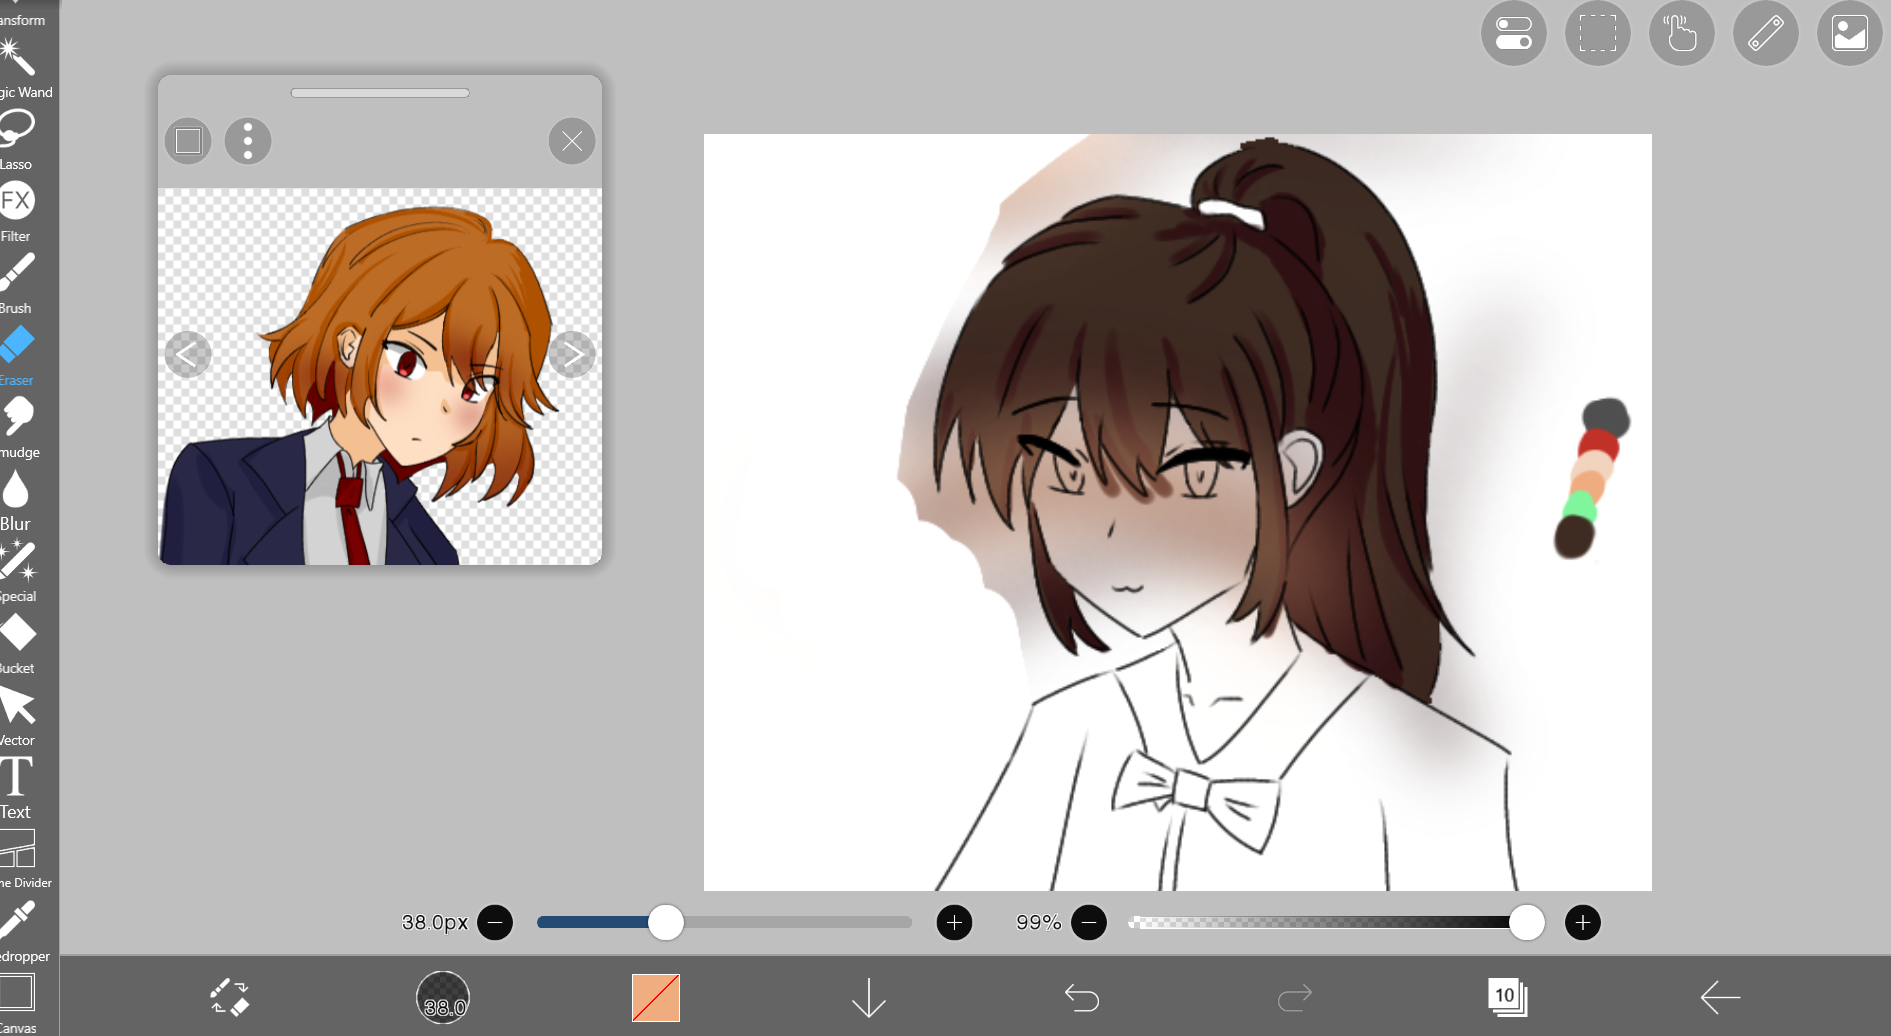 ansform
gic Wand
Lasso
FX
Filter
Brush
Eraser
mudge
Blur
Special
Bucket
Vector
T
Text
ne Divider
edropper
Canvas
38.0px
99%
38.0
10